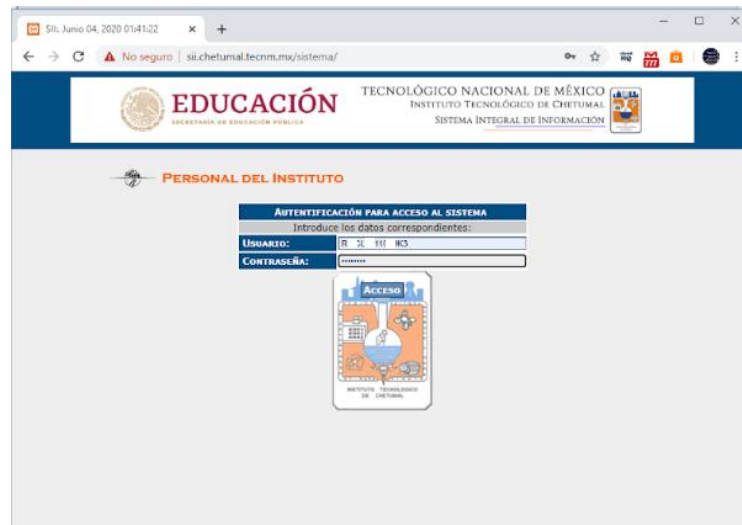 SII: Junio 04, 2020 01:41:22
No seguro | sii.chetumal.tecnm.mx/sistema/
EDUCACIÓN
SECRETARÍA DE EDUCACIÓN PÚBLICA
TECNOLÓGICO NACIONAL DE MÉXICO
INSTITUTO TECNOLÓGICO DE CHETUMAL
SISTEMA INTEGRAL DE INFORMACIÓN
PERSONAL DEL INSTITUTO
AUTENTIFICACIÓN PARA ACCESO AL SISTEMA
Introduce los datos correspondientes:
USUARIO:
CONTRASEÑA: ••••••••
ACCESO
INSTITUTO TECNOLOGICO
DE CHETUMAL